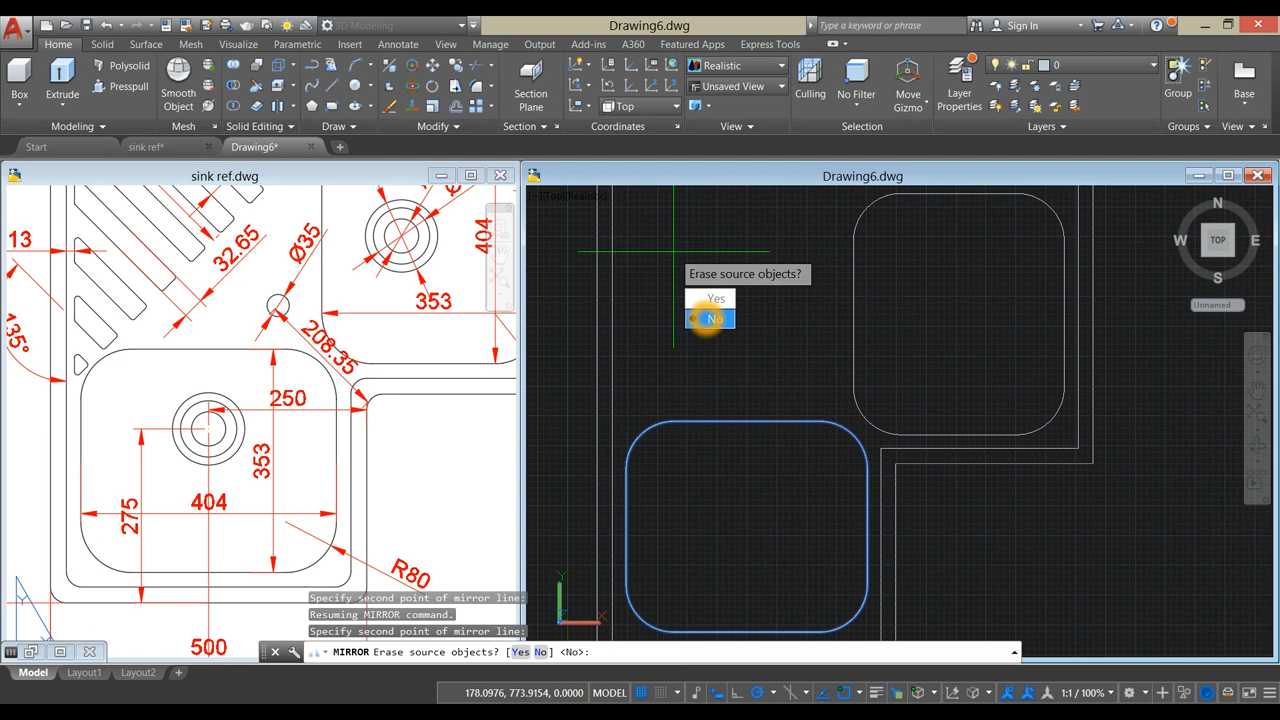 3D Modeling
Drawing6.dwg
Type a keyword or phrase
Sign In
Home Solid Surface Mesh Visualize Parametric Insert Annotate View Manage Output Add-ins A360 Featured Apps Express Tools
Box
Extrude
Polysolid
Presspull
Smooth Object
Section Plane
Top
Realistic
Unsaved View
Culling
No Filter
Move Gizmo
Layer Properties
0
Group
Base
Modeling Mesh Solid Editing Draw Modify Section Coordinates View Selection Layers Groups View
Start
sink ref*
Drawing6*
sink ref.dwg
Drawing6.dwg
13
32.65
Ø35
404
353
135°
208.35
250
353
275
404
R80
500
[−][Top][Realistic]
N
W TOP E
S
Unnamed
Erase source objects?
Yes
No
Y
X
Specify second point of mirror line:
Resuming MIRROR command.
Specify second point of mirror line:
MIRROR Erase source objects? [Yes No] <No>:
Model Layout1 Layout2
178.0976, 773.9154, 0.0000 MODEL 1:1 / 100%